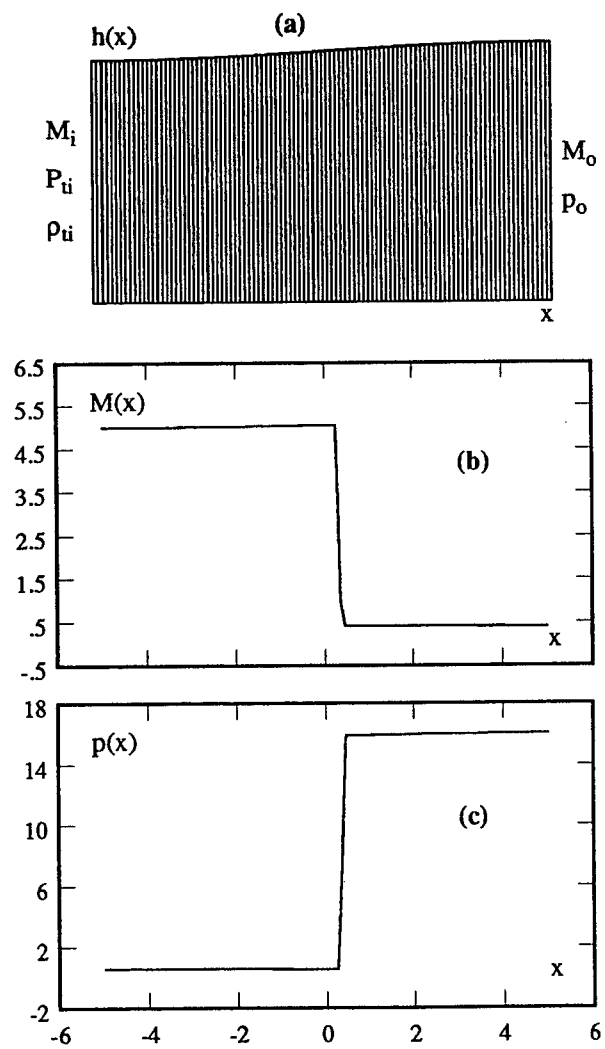 (a)
h(x)
M_i
P_ti
ρ_ti
M_o
p_o
x
6.5
5.5
4.5
3.5
2.5
1.5
.5
-.5
M(x)
(b)
x
18
14
10
6
2
-2
p(x)
(c)
x
-6 -4 -2 0 2 4 6